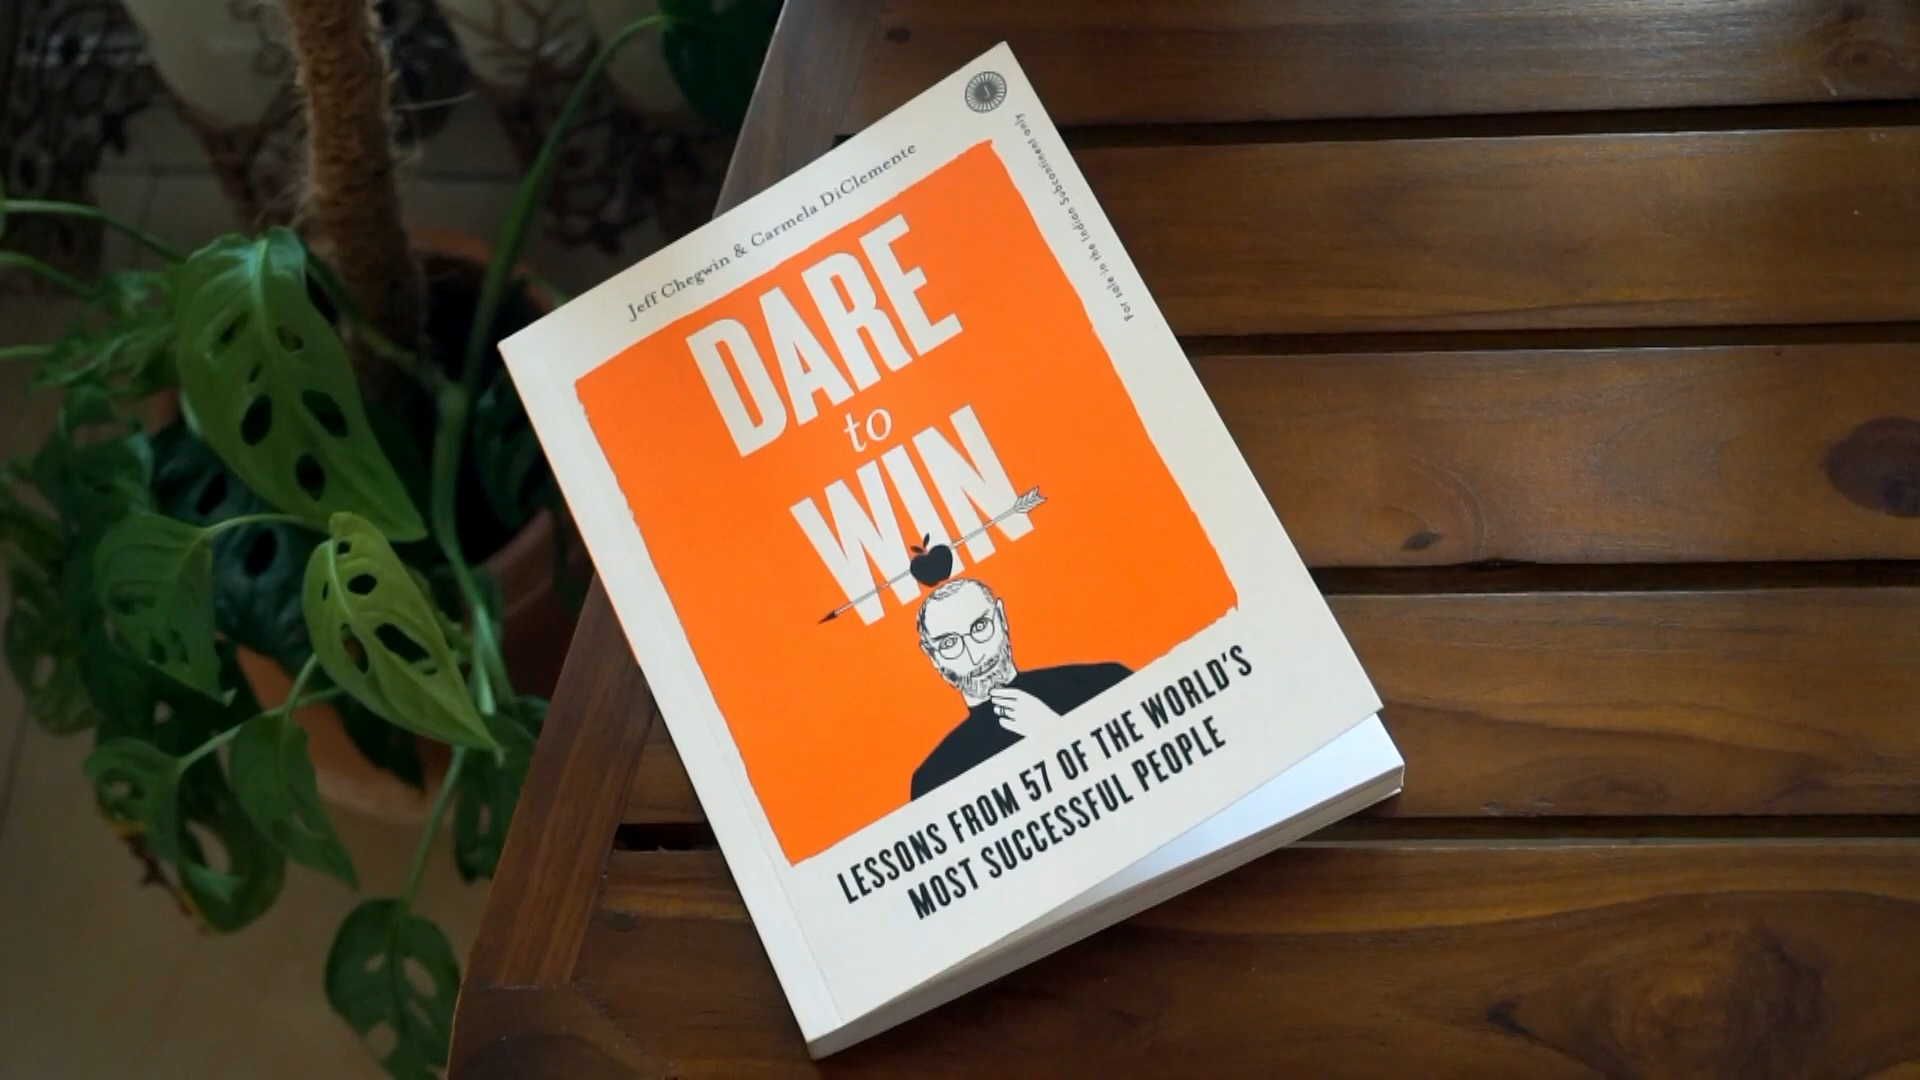 Jeff Chegwin & Carmela DiClemente
For sale in the Indian Subcontinent only
DARE
to
WIN
LESSONS FROM 57 OF THE WORLD'S
MOST SUCCESSFUL PEOPLE